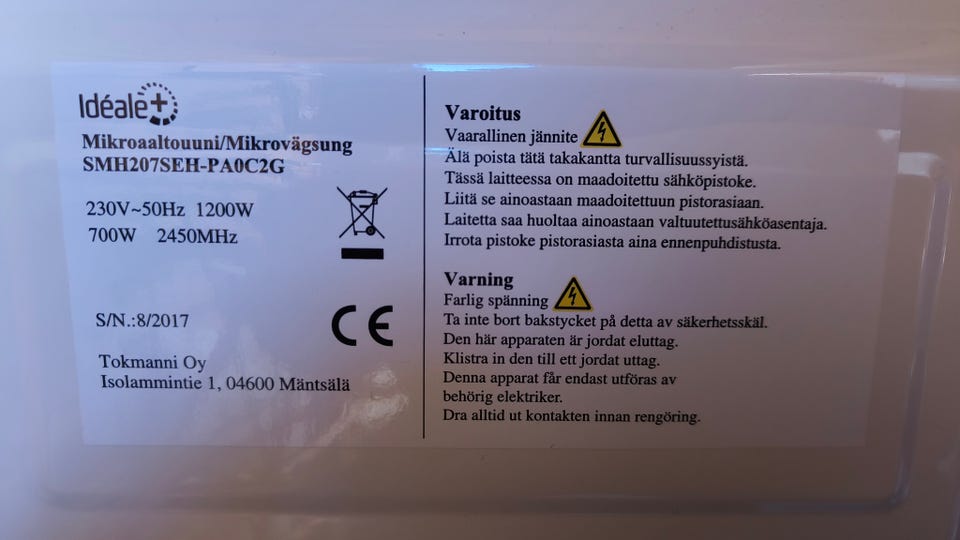 Idéale+
Mikroaaltouuni/Mikrovägsung
SMH207SEH-PA0C2G
230V~50Hz 1200W
700W 2450MHz
S/N.:8/2017
CE
Tokmanni Oy
Isolammintie 1, 04600 Mäntsälä
Varoitus
Vaarallinen jännite
Älä poista tätä takakantta turvallisuussyistä.
Tässä laitteessa on maadoitettu sähköpistoke.
Liitä se ainoastaan maadoitettuun pistorasiaan.
Laitetta saa huoltaa ainoastaan valtuutettusähköasentaja.
Irrota pistoke pistorasiasta aina ennenpuhdistusta.
Varning
Farlig spänning
Ta inte bort bakstycket på detta av säkerhetsskäl.
Den här apparaten är jordat eluttag.
Klistra in den till ett jordat uttag.
Denna apparat får endast utföras av
behörig elektriker.
Dra alltid ut kontakten innan rengöring.